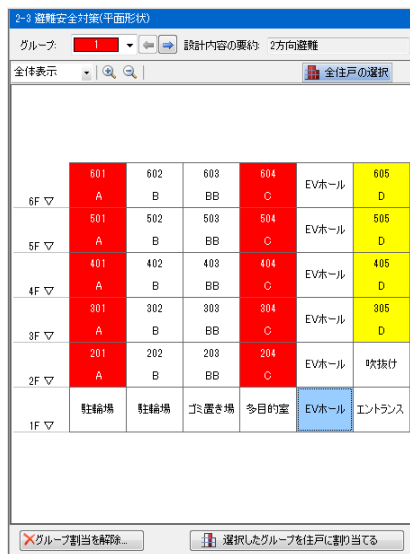 2-3 避難安全対策(平面形状)
グループ: 1 設計内容の要約: 2方向避難
全体表示 全住戸の選択
601 602 603 604 EVホール 605
A B BB C D
6F ▽
501 502 503 504 EVホール 505
A B BB C D
5F ▽
401 402 403 404 EVホール 405
A B BB C D
4F ▽
301 302 303 304 EVホール 305
A B BB C D
3F ▽
201 202 203 204 EVホール 吹抜け
A B BB C
2F ▽
駐輪場 駐輪場 ゴミ置き場 多目的室 EVホール エントランス
1F ▽
グループ割当を解除... 選択したグループを住戸に割り当てる